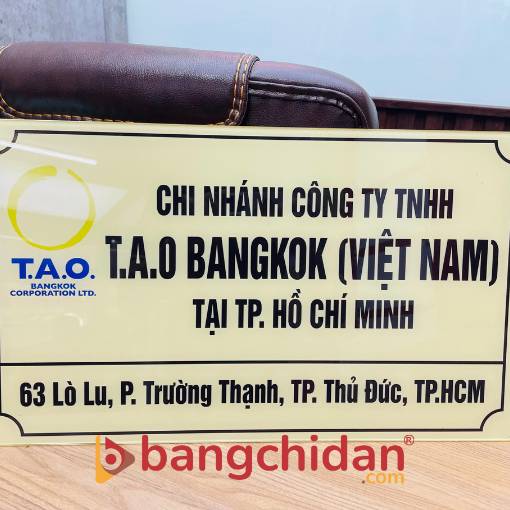 CHI NHÁNH CÔNG TY TNHH
T.A.O BANGKOK (VIỆT NAM)
TẠI TP. HỒ CHÍ MINH
T.A.O.
BANGKOK
CORPORATION LTD.
63 Lò Lu, P. Trường Thạnh, TP. Thủ Đức, TP.HCM
bangchidan®
.com